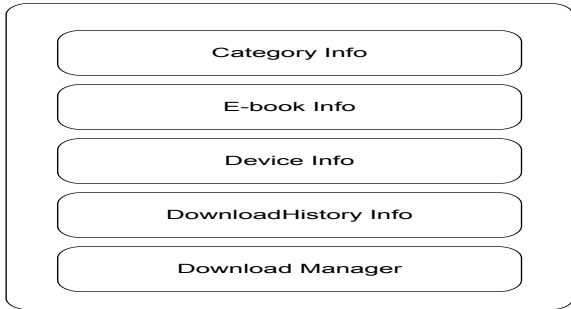 Category Info
E-book Info
Device Info
DownloadHistory Info
Download Manager